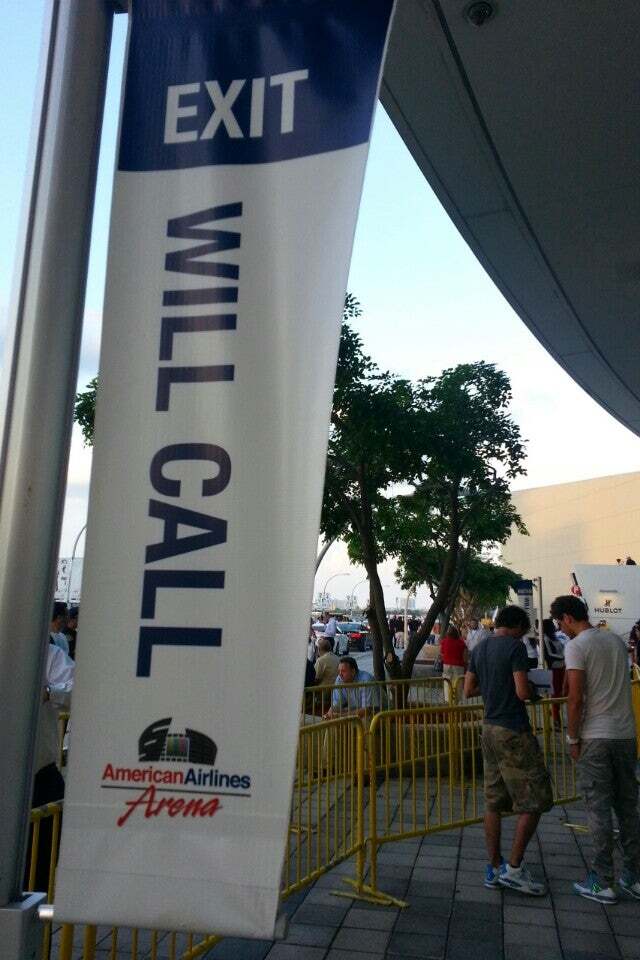 EXIT
WILL CALL
AmericanAirlines
Arena
HUBLOT